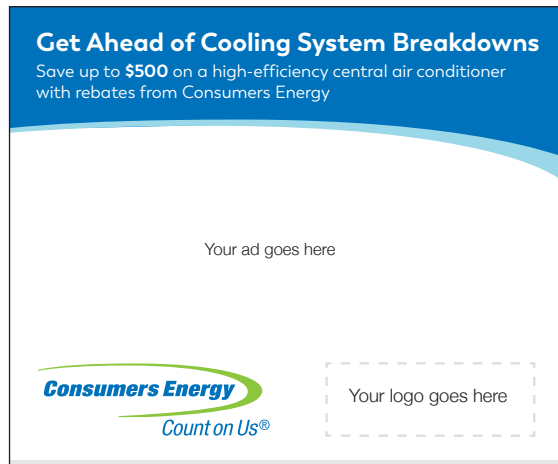 Get Ahead of Cooling System Breakdowns
Save up to $500 on a high-efficiency central air conditioner
with rebates from Consumers Energy
Your ad goes here
Consumers Energy
Count on Us®
Your logo goes here